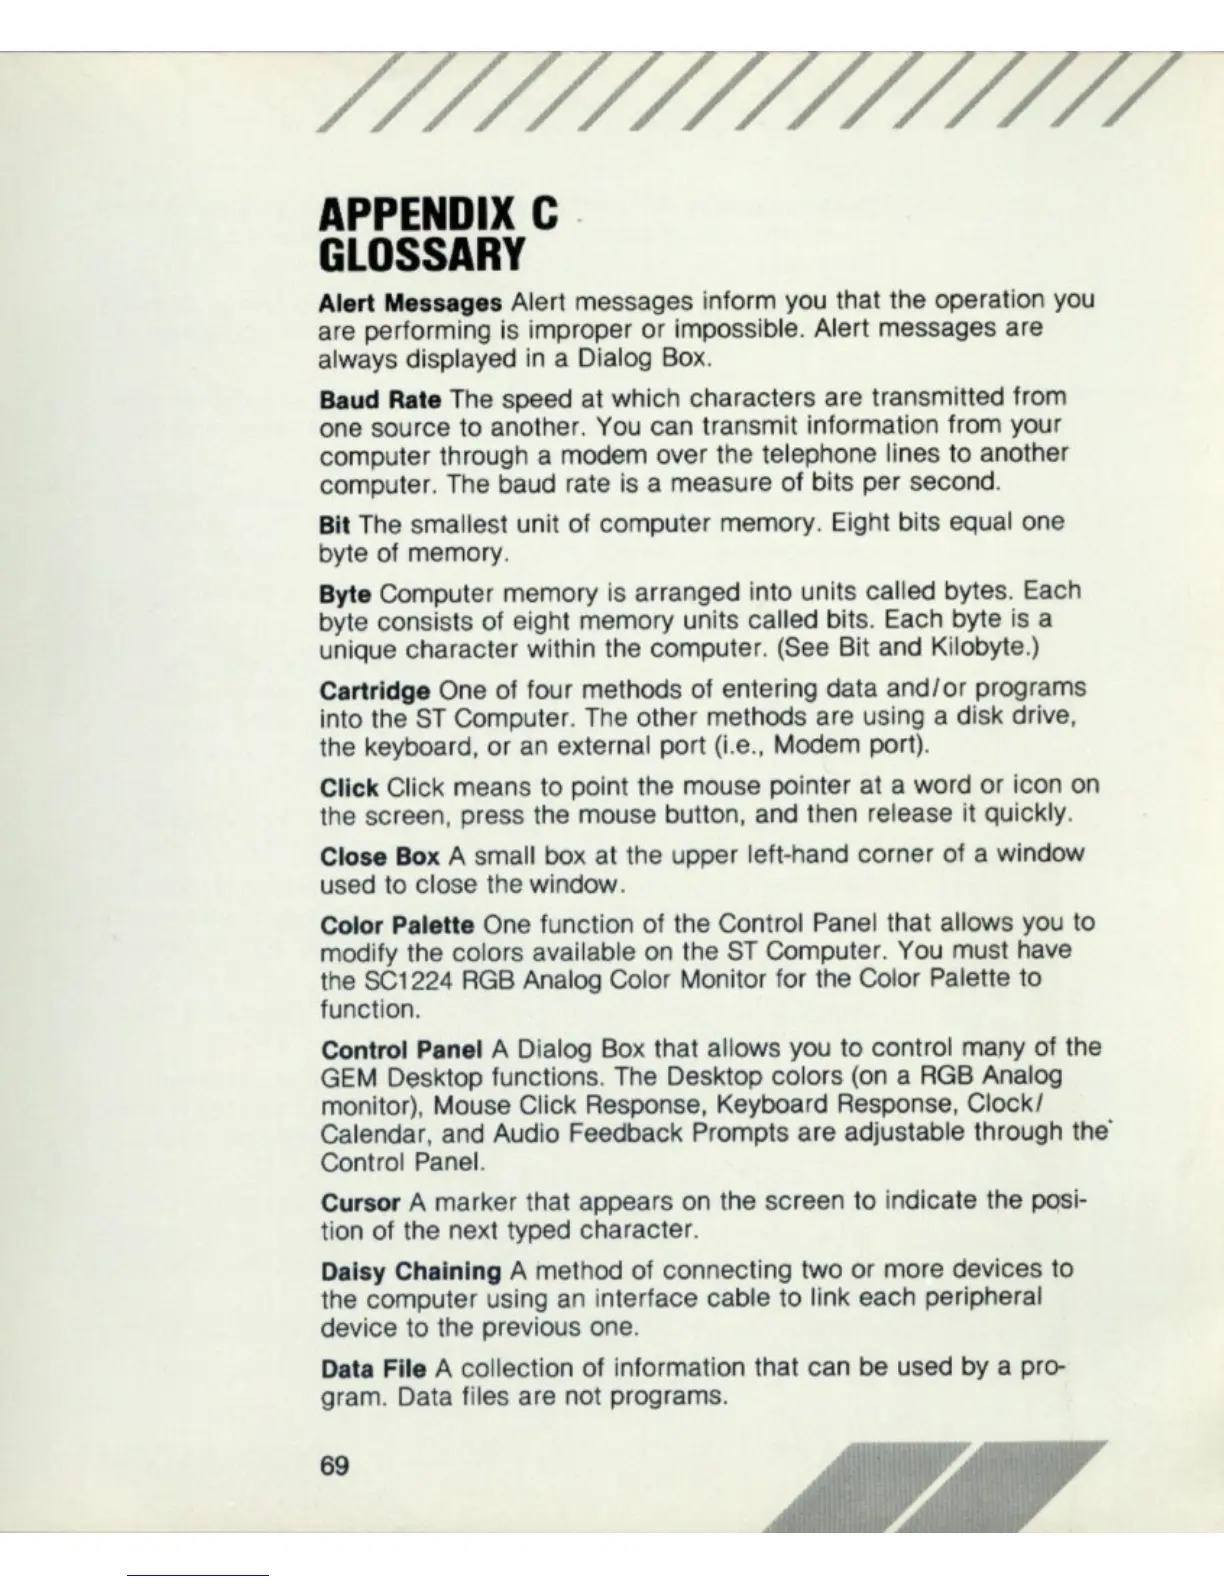 APPENDIX C
GLOSSARY
Alert Messages Alert messages inform you that the operation you
are performing is improper or impossible. Alert messages are
always displayed in a Dialog Box.
Baud Rate The speed at which characters are transmitted from
one source to another. You can transmit information from your
computer through a modem over the telephone lines to another
computer. The baud rate is a measure of bits per second.
Bit The smallest unit of computer memory. Eight bits equal one
byte of memory.
Byte Computer memory is arranged into units called bytes. Each
byte consists of eight memory units called bits. Each byte is a
unique character within the computer. (See Bit and Kilobyte.)
Cartridge One of four methods of entering data and/or programs
into the ST Computer. The other methods are using a disk drive,
the keyboard, or an external port (i.e., Modem port).
Click Click means to point the mouse pointer at a word or icon on
the screen, press the mouse button, and then release it quickly.
Close Box A small box at the upper left-hand corner of a window
used to close the window.
Color Palette One function of the Control Panel that allows you to
modify the colors available on the ST Computer. You must have
the SC1224 RGB Analog Color Monitor for the Color Palette to
function.
Control Panel A Dialog Box that allows you to control many of the
GEM Desktop functions. The Desktop colors (on a RGB Analog
monitor), Mouse Click Response, Keyboard Response, Clock/
Calendar, and Audio Feedback Prompts are adjustable through the
Control Panel.
Cursor A marker that appears on the screen to indicate the posi-
tion of the next typed character.
Daisy Chaining A method of connecting two or more devices to
the computer using an interface cable to link each peripheral
device to the previous one.
Data File A collection of information that can be used by a pro-
gram. Data files are not programs.
69